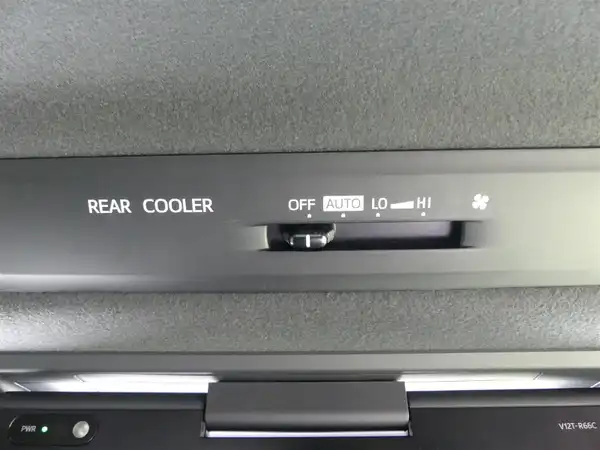 REAR COOLER OFF AUTO LO HI
PWR V12T-R66C